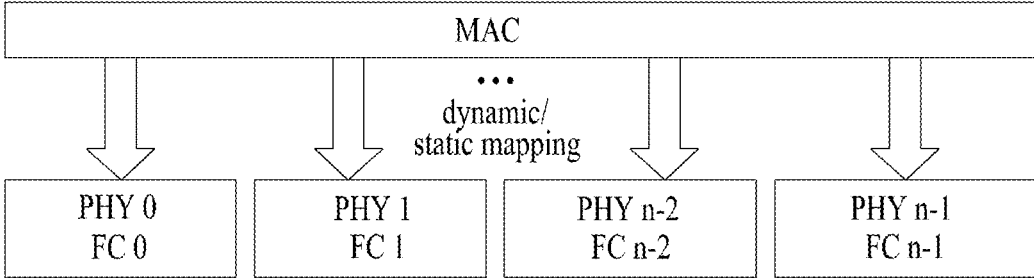 MAC
•••
dynamic/
static mapping
PHY 0
FC 0
PHY 1
FC 1
PHY n-2
FC n-2
PHY n-1
FC n-1